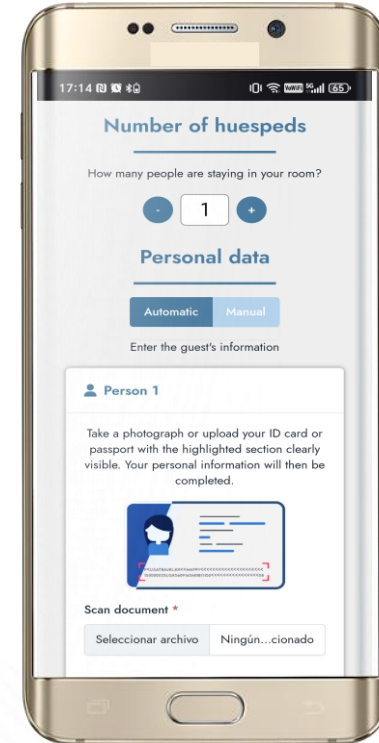 17:14
5G
65
Number of huespeds
How many people are staying in your room?
-
1
+
Personal data
Automatic
Manual
Enter the guest's information
Person 1
Take a photograph or upload your ID card or
passport with the highlighted section clearly
visible. Your personal information will then be
completed.
Scan document *
Seleccionar archivo
Ningún...cionado